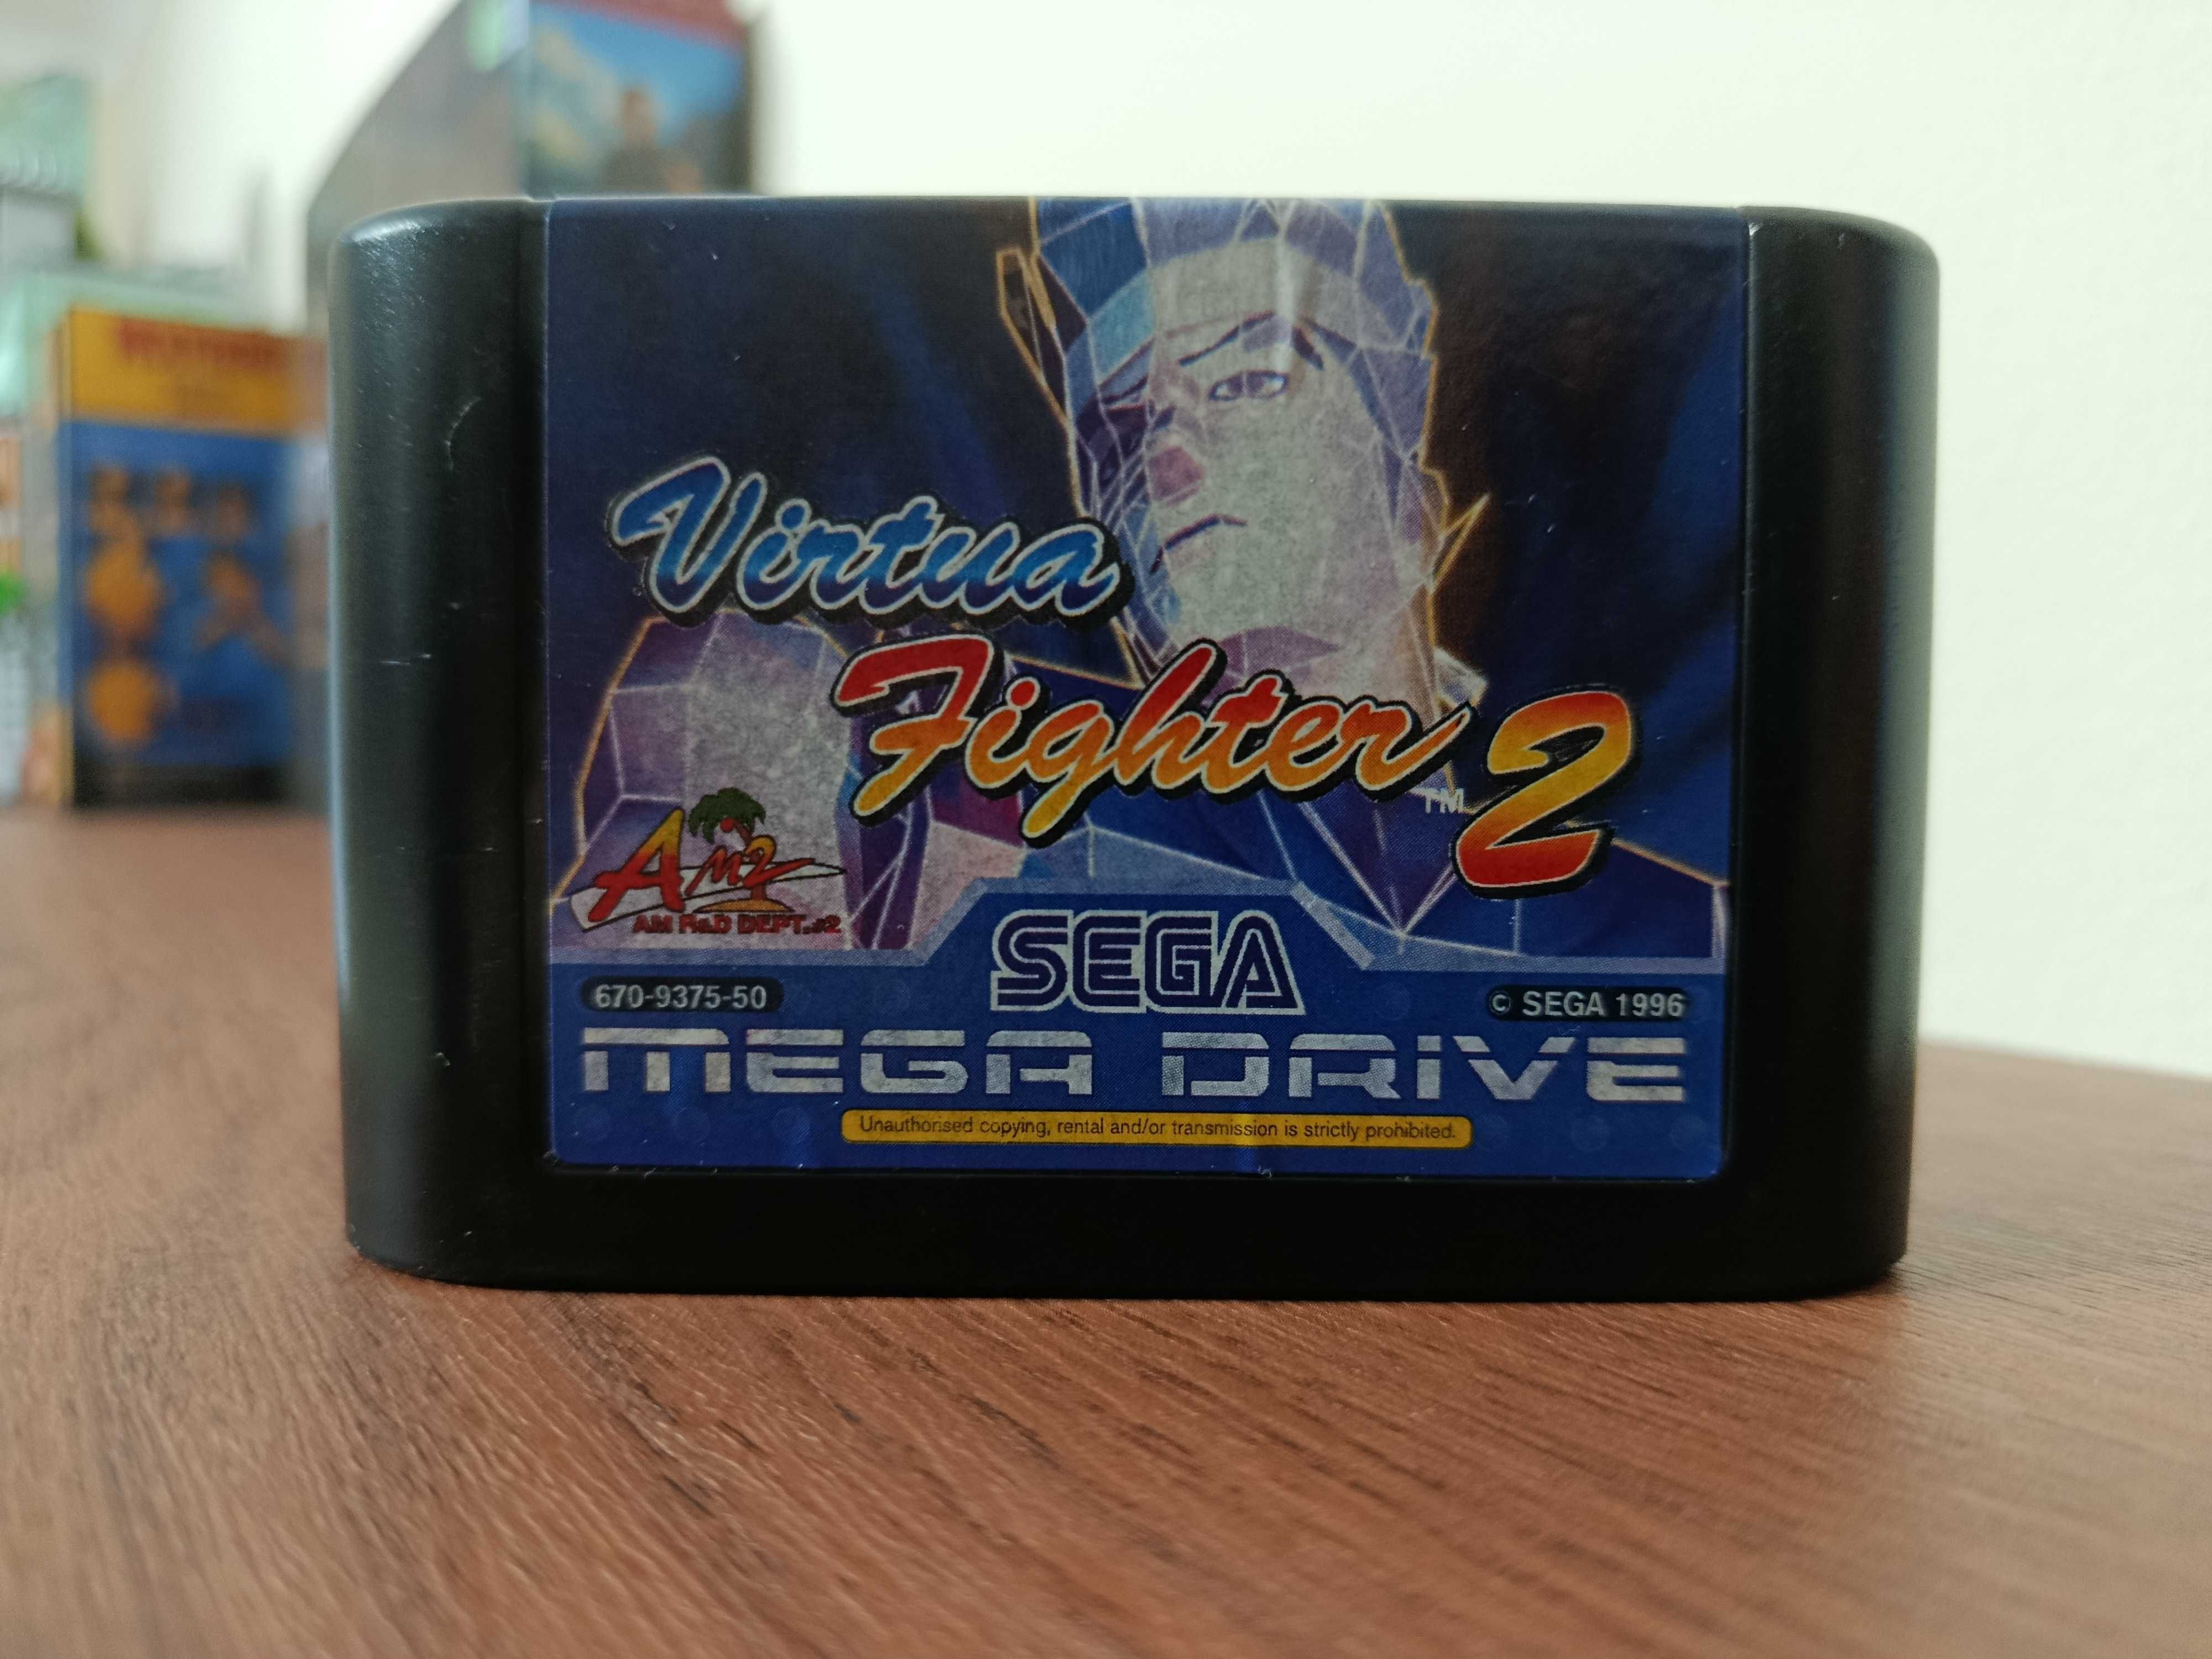 Virtua
Fighter 2
TM
AM2
AM R&D DEPT.#2
SEGA
670-9375-50
© SEGA 1996
MEGA DRIVE
Unauthorised copying, rental and/or transmission is strictly prohibited.